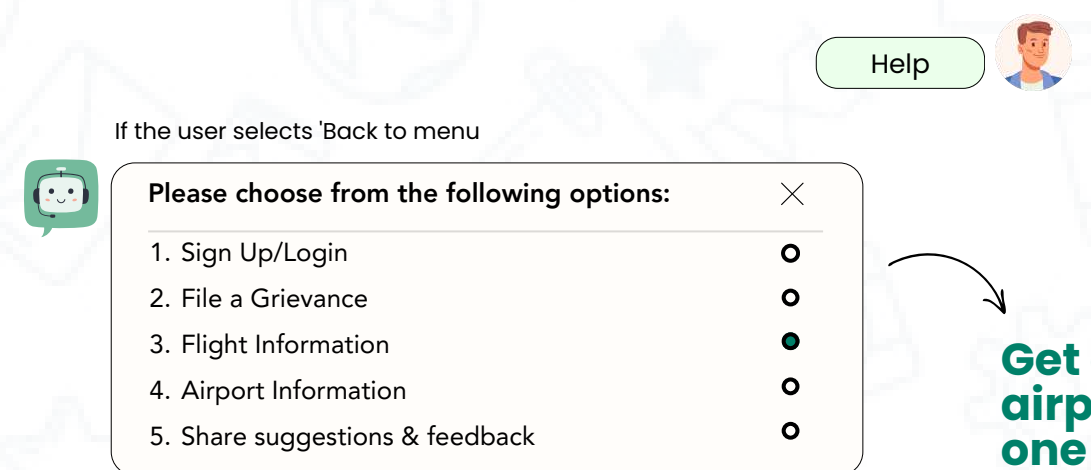 Help
If the user selects 'Back to menu
Please choose from the following options:
1. Sign Up/Login
2. File a Grievance
3. Flight Information
4. Airport Information
5. Share suggestions & feedback
Get
one